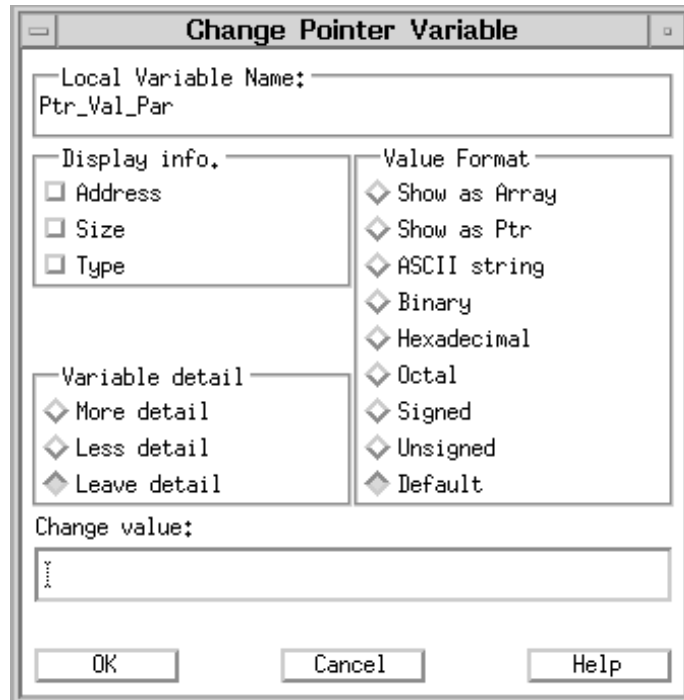 Change Pointer Variable
Local Variable Name:
Ptr_Val_Par
Display info.
Address
Size
Type
Variable detail
More detail
Less detail
Leave detail
Value Format
Show as Array
Show as Ptr
ASCII string
Binary
Hexadecimal
Octal
Signed
Unsigned
Default
Change value:
OK Cancel Help